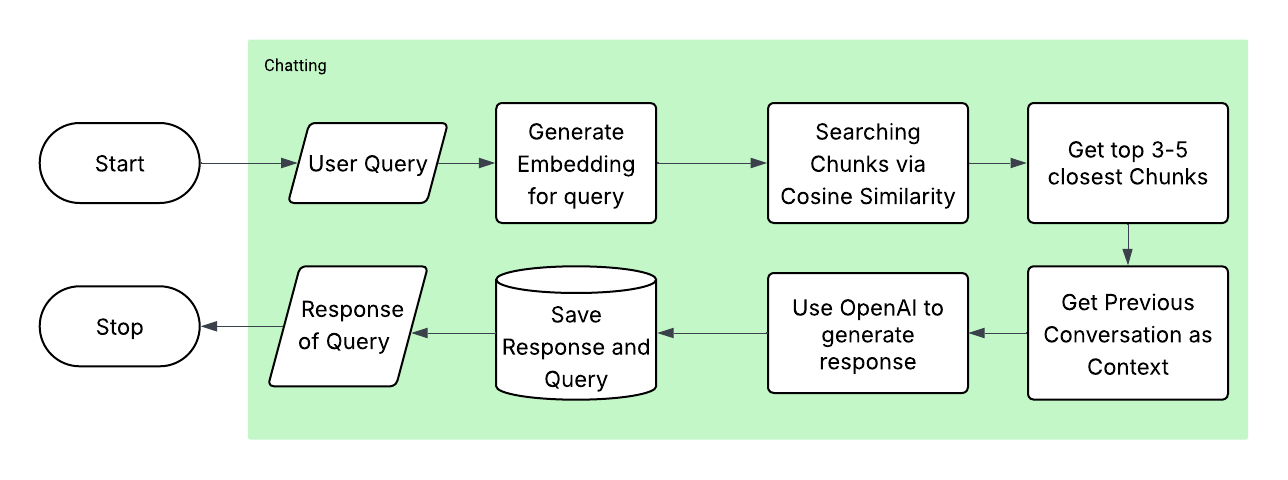 Chatting
Start
User Query
Generate
Embedding
for query
Searching
Chunks via
Cosine Similarity
Get top 3-5
closest Chunks
Get Previous
Conversation as
Context
Use OpenAI to
generate
response
Save
Response and
Query
Response
of Query
Stop